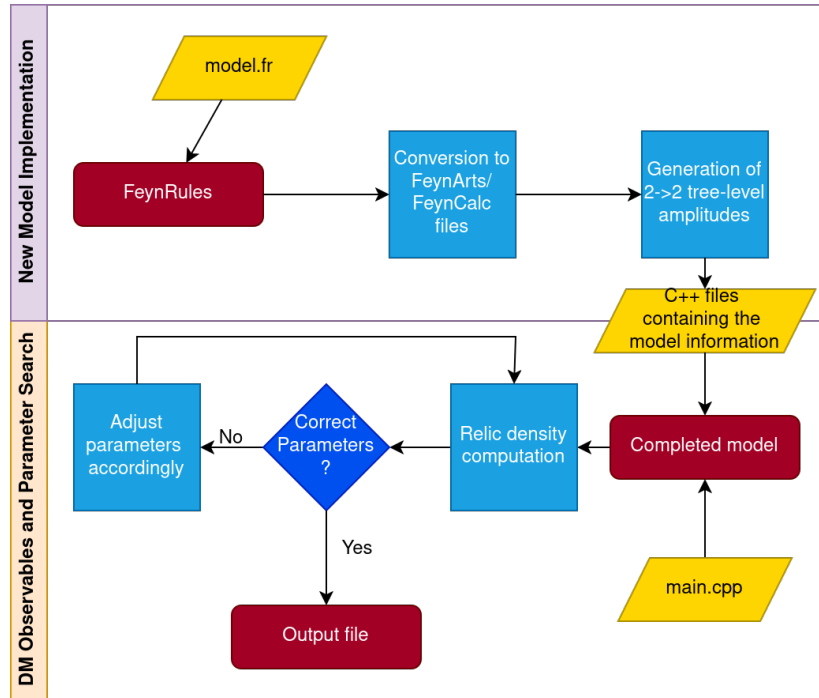 New Model Implementation
model.fr
FeynRules
Conversion to
FeynArts/
FeynCalc
files
Generation of
2->2 tree-level
amplitudes
C++ files
containing the
model information
DM Observables and Parameter Search
Adjust
parameters
accordingly
No
Correct
Parameters
?
Relic density
computation
Completed model
Yes
main.cpp
Output file